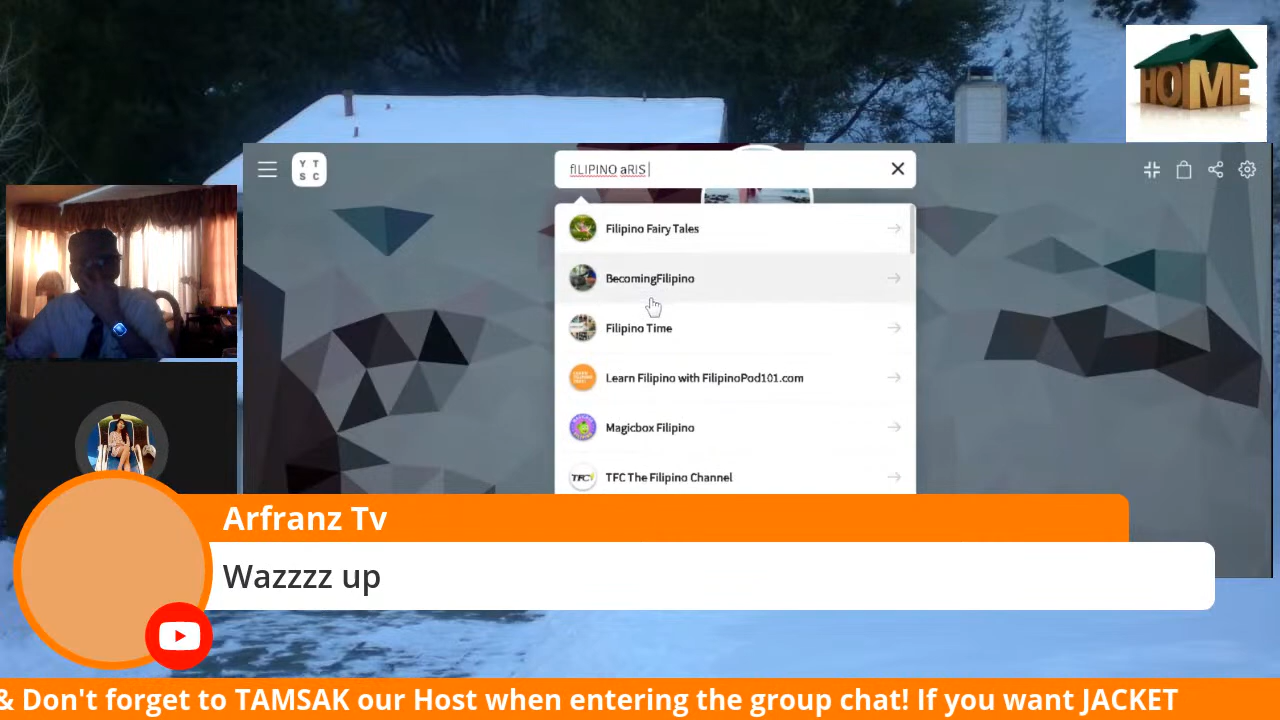 HOME
Y T
S C
fILIPINO aRIS
Filipino Fairy Tales
BecomingFilipino
Filipino Time
Learn Filipino with FilipinoPod101.com
Magicbox Filipino
TFC
TFC The Filipino Channel
Arfranz Tv
Wazzzz up
& Don't forget to TAMSAK our Host when entering the group chat! If you want JACKET